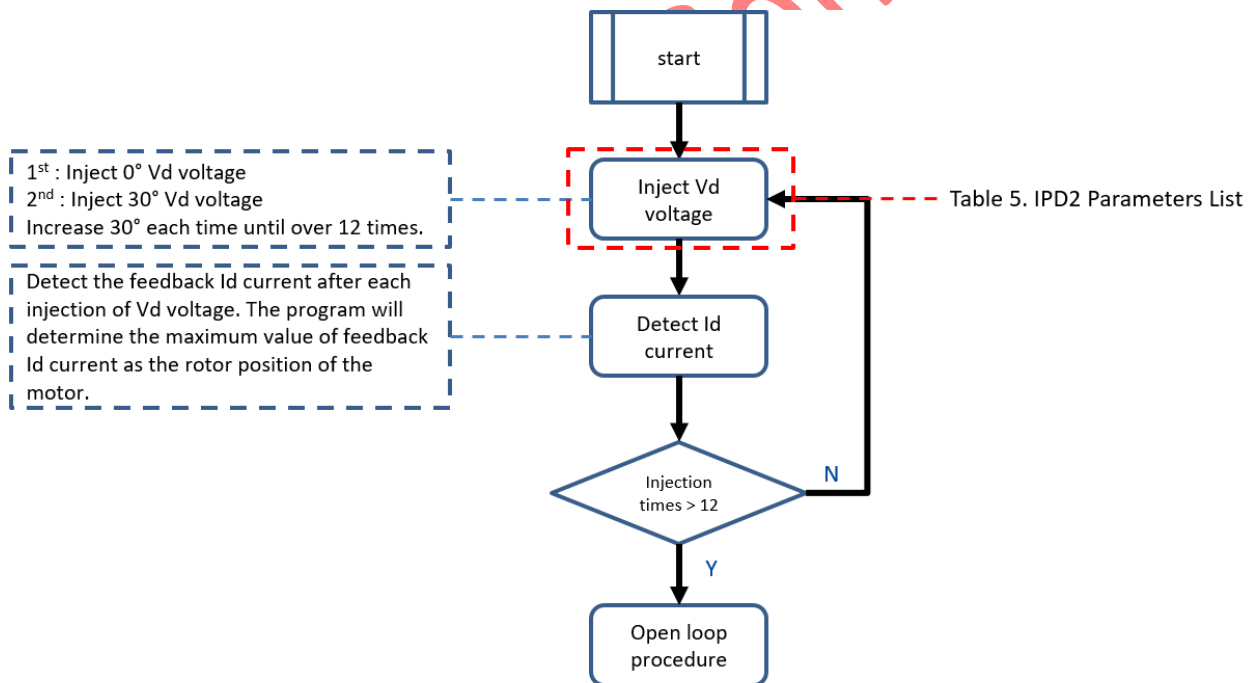 start
1st : Inject 0° Vd voltage
2nd : Inject 30° Vd voltage
Increase 30° each time until over 12 times.
Inject Vd
voltage
Table 5. IPD2 Parameters List
Detect the feedback Id current after each
injection of Vd voltage. The program will
determine the maximum value of feedback
Id current as the rotor position of the
motor.
Detect Id
current
Injection
times > 12
N
Y
Open loop
procedure